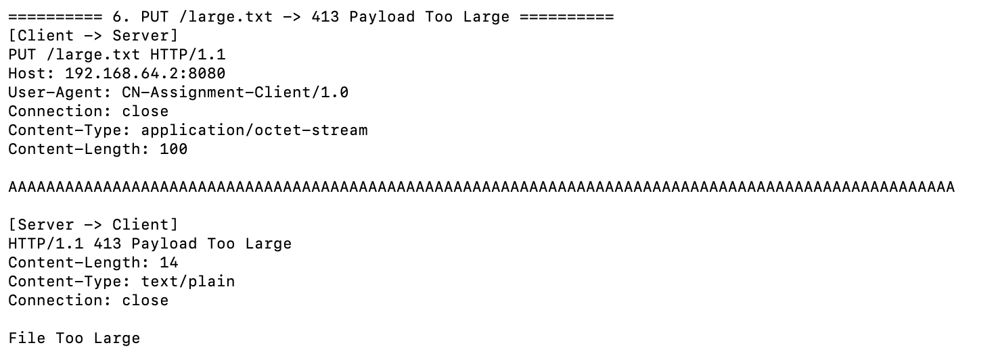 ========== 6. PUT /large.txt -> 413 Payload Too Large ==========
[Client -> Server]
PUT /large.txt HTTP/1.1
Host: 192.168.64.2:8080
User-Agent: CN-Assignment-Client/1.0
Connection: close
Content-Type: application/octet-stream
Content-Length: 100
AAAAAAAAAAAAAAAAAAAAAAAAAAAAAAAAAAAAAAAAAAAAAAAAAAAAAAAAAAAAAAAAAAAAAAAAAAAAAAAAAAAAAAAAAAAAAAAAAAAA
[Server -> Client]
HTTP/1.1 413 Payload Too Large
Content-Length: 14
Content-Type: text/plain
Connection: close
File Too Large